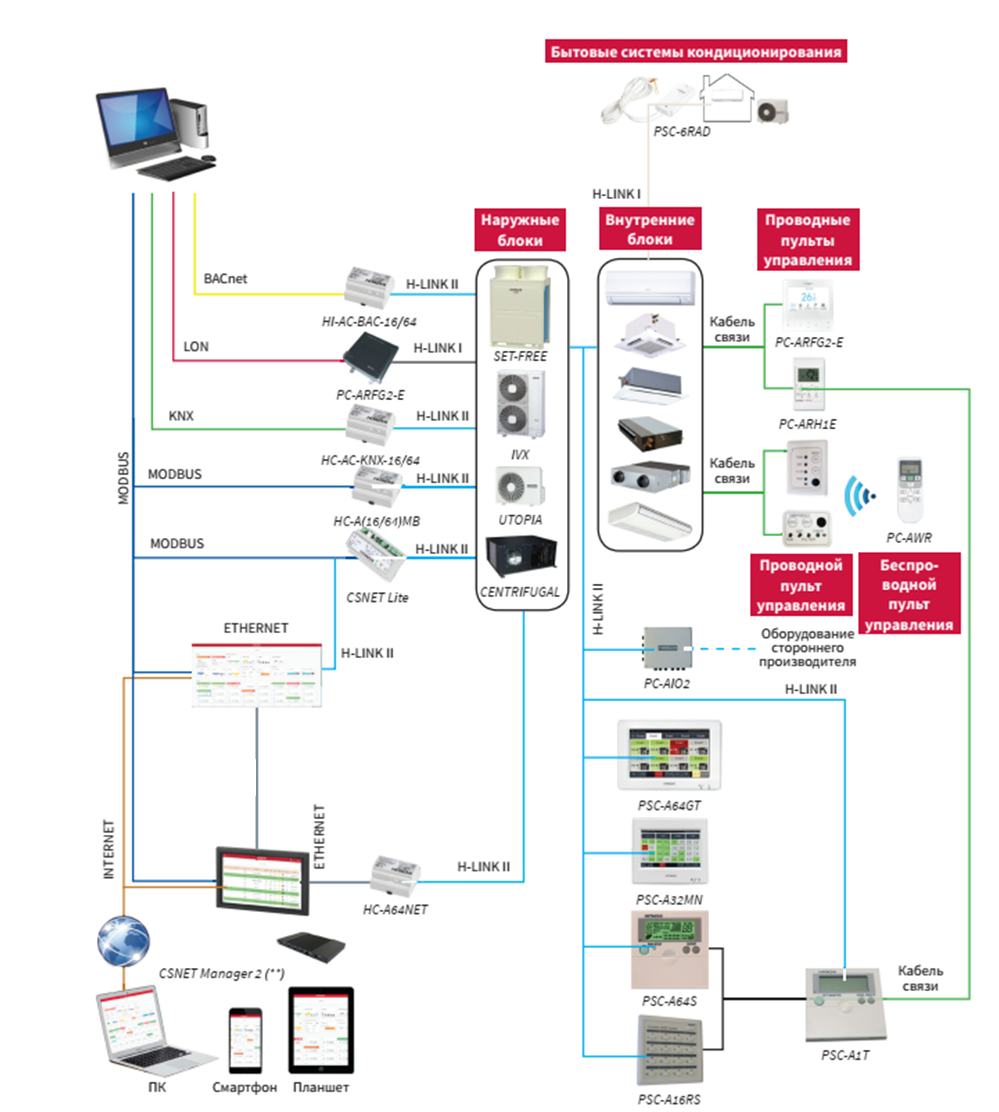 Бытовые системы кондиционирования
PSC-6RAD
H-LINK I
Наружные
блоки
Внутренние
блоки
Проводные
пульты
управления
BACnet
H-LINK II
HI-AC-BAC-16/64
SET-FREE
Кабель
связи
26
PC-ARFG2-E
LON
H-LINK I
PC-ARFG2-E
PC-ARH1E
KNX
H-LINK II
HC-AC-KNX-16/64
IVX
MODBUS
MODBUS
H-LINK II
HC-A(16/64)MB
UTOPIA
Кабель
связи
PC-AWR
MODBUS
H-LINK II
CSNET Lite
CENTRIFUGAL
Проводной
пульт
управления
Беспро-
водной
пульт
управления
H-LINK II
ETHERNET
H-LINK II
Оборудование
стороннего
производителя
PC-AIO2
H-LINK II
PSC-A64GT
INTERNET
ETHERNET
H-LINK II
HC-A64NET
PSC-A32MN
CSNET Manager 2 (**)
PSC-A64S
Кабель
связи
PSC-A1T
ПК
Смартфон
Планшет
PSC-A16RS